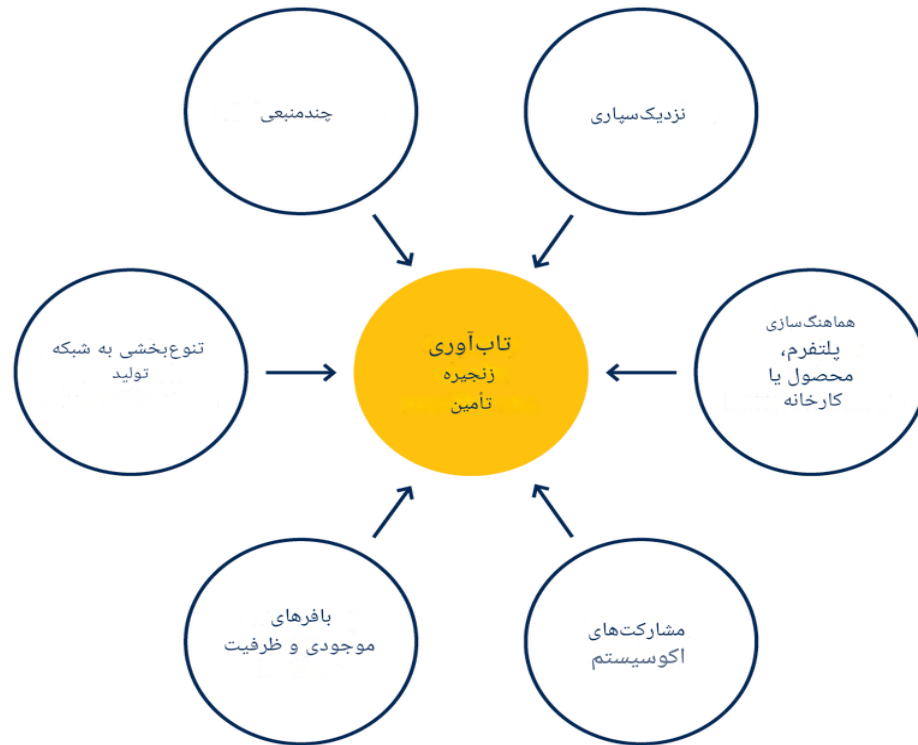 چندمنبعی
نزدیک‌سپاری
تنوع‌بخشی به شبکه
تولید
تاب‌آوری
زنجیره
تأمین
هماهنگ‌سازی
پلتفرم،
محصول یا
کارخانه
بافرهای
موجودی و ظرفیت
مشارکت‌های
اکوسیستم